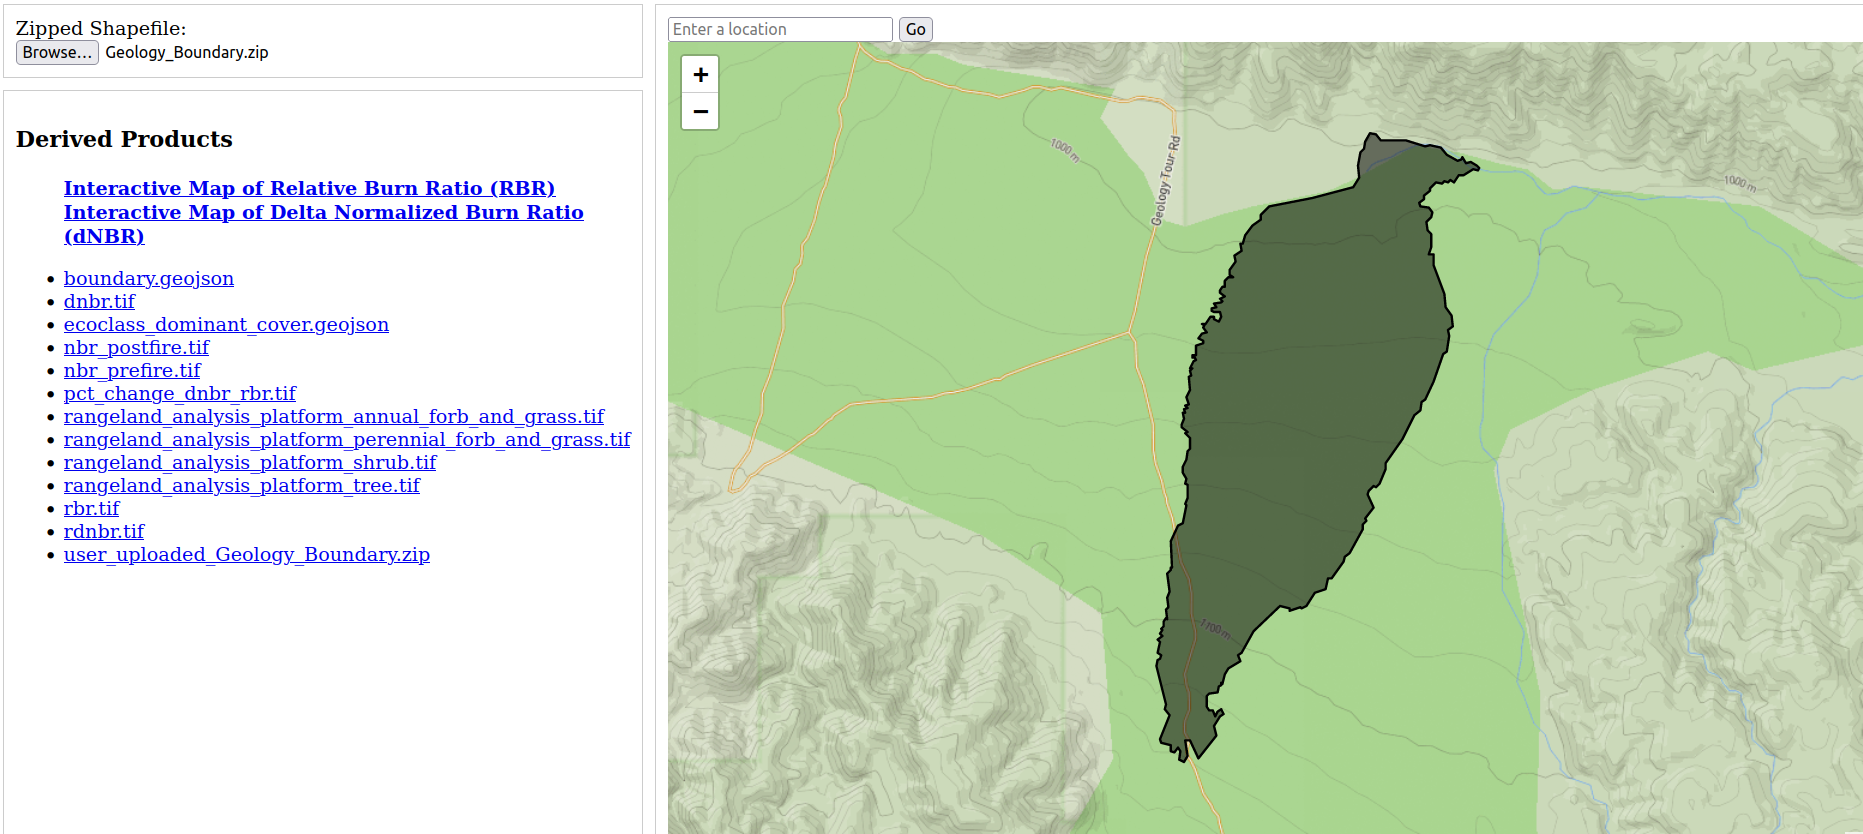 Zipped Shapefile:
Browse... Geology_Boundary.zip
Derived Products
Interactive Map of Relative Burn Ratio (RBR)
Interactive Map of Delta Normalized Burn Ratio
(dNBR)
boundary.geojson
dnbr.tif
ecoclass_dominant_cover.geojson
nbr_postfire.tif
nbr_prefire.tif
pct_change_dnbr_rbr.tif
rangeland_analysis_platform_annual_forb_and_grass.tif
rangeland_analysis_platform_perennial_forb_and_grass.tif
rangeland_analysis_platform_shrub.tif
rangeland_analysis_platform_tree.tif
rbr.tif
rdnbr.tif
user_uploaded_Geology_Boundary.zip
Enter a location Go
+
−
1000 m
Geology Tour Rd
1000 m
1100 m